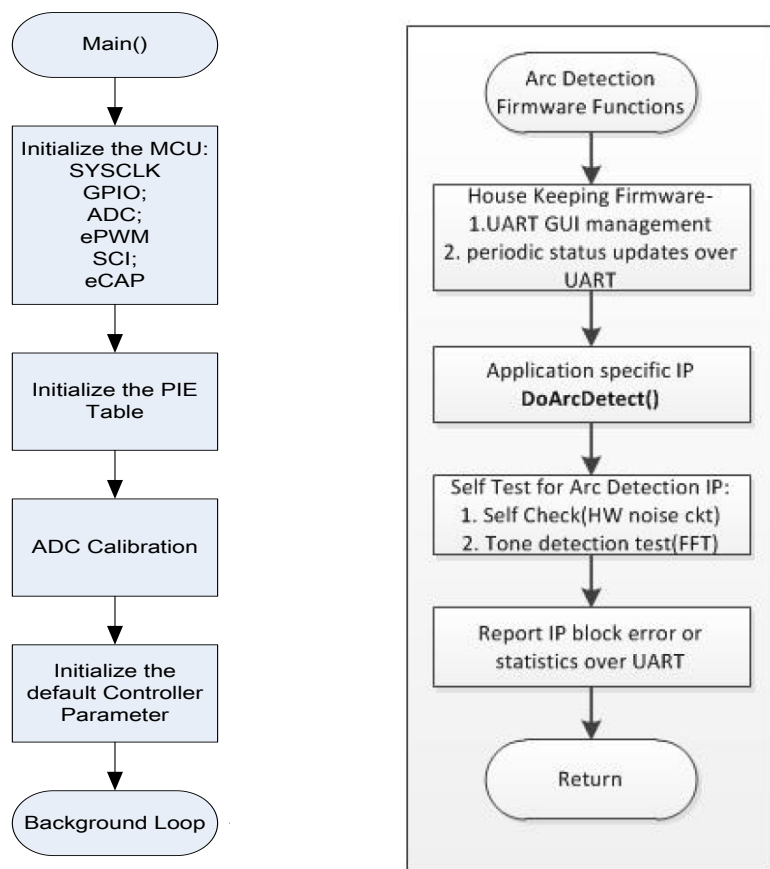 Main()
Initialize the MCU:
SYSCLK
GPIO;
ADC;
ePWM
SCI;
eCAP
Initialize the PIE
Table
ADC Calibration
Initialize the
default Controller
Parameter
Background Loop
Arc Detection
Firmware Functions
House Keeping Firmware-
1.UART GUI management
2. periodic status updates over
UART
Application specific IP
DoArcDetect()
Self Test for Arc Detection IP:
1. Self Check(HW noise ckt)
2. Tone detection test(FFT)
Report IP block error or
statistics over UART
Return